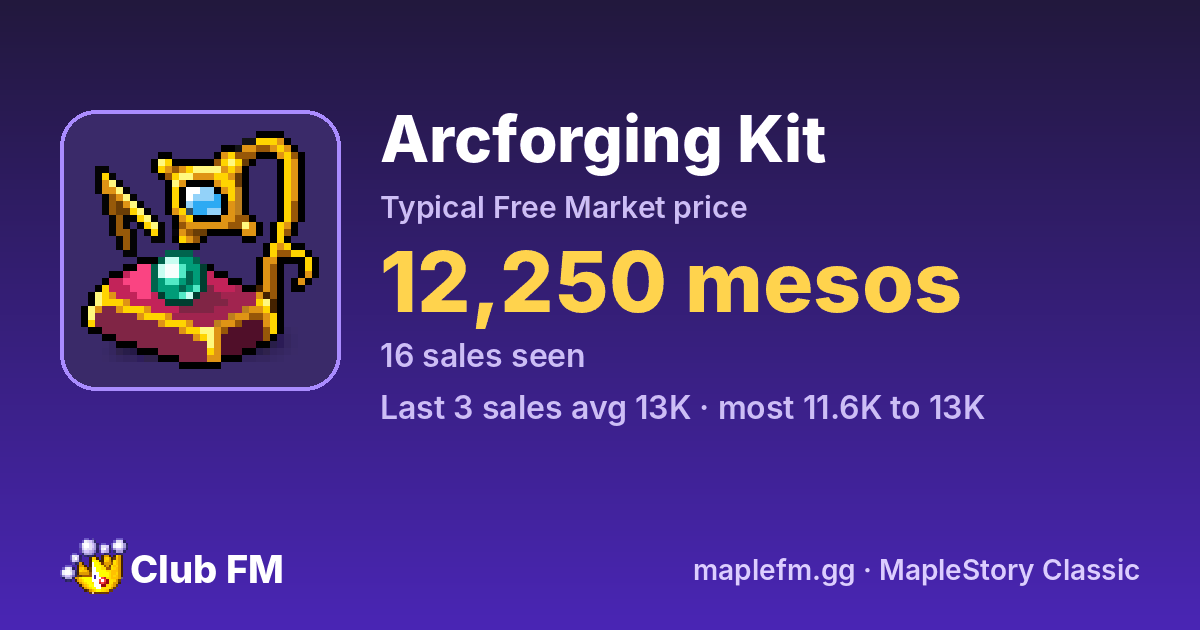 Arcforging Kit
Typical Free Market price
12,250 mesos
16 sales seen
Last 3 sales avg 13K · most 11.6K to 13K
Club FM
maplefm.gg · MapleStory Classic